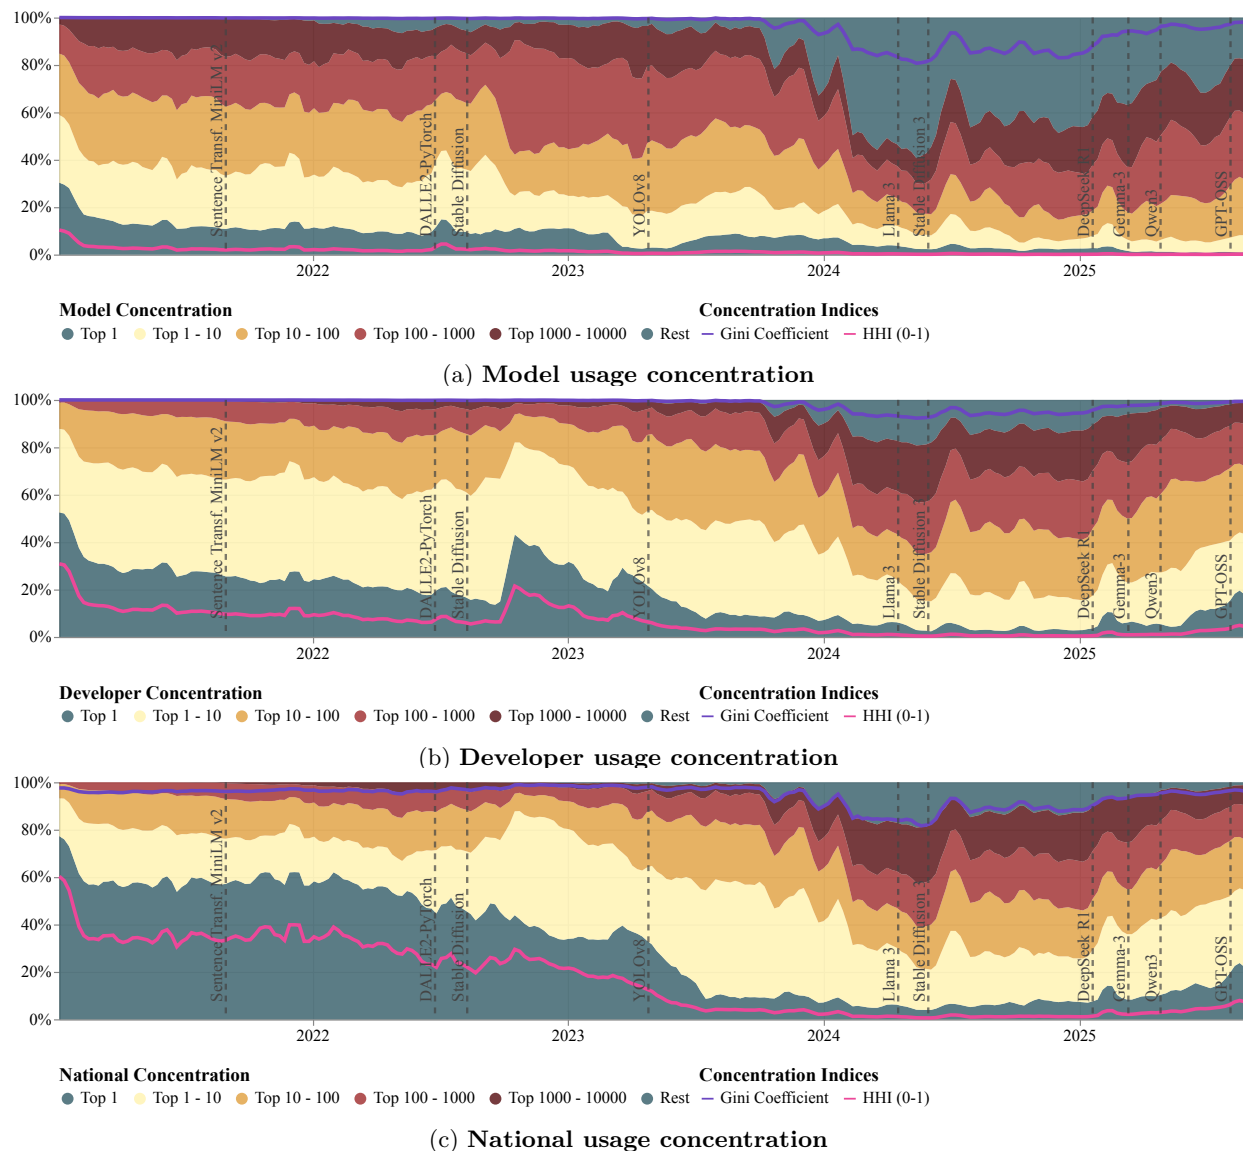 100%
80%
60%
40%
20%
0%
Sentence Transf. MiniLM v2
DALLE2-PyTorch
Stable Diffusion
YOLOv8
Llama 3
Stable Diffusion 3
DeepSeek R1
Gemma-3
Qwen3
GPT-OSS
2022 2023 2024 2025
Model Concentration Concentration Indices
Top 1 Top 1 - 10 Top 10 - 100 Top 100 - 1000 Top 1000 - 10000 Rest Gini Coefficient HHI (0-1)
(a) Model usage concentration
100%
80%
60%
40%
20%
0%
Sentence Transf. MiniLM v2
DALLE2-PyTorch
Stable Diffusion
YOLOv8
Llama 3
Stable Diffusion 3
DeepSeek R1
Gemma-3
Qwen3
GPT-OSS
2022 2023 2024 2025
Developer Concentration Concentration Indices
Top 1 Top 1 - 10 Top 10 - 100 Top 100 - 1000 Top 1000 - 10000 Rest Gini Coefficient HHI (0-1)
(b) Developer usage concentration
100%
80%
60%
40%
20%
0%
Sentence Transf. MiniLM v2
DALLE2-PyTorch
Stable Diffusion
YOLOv8
Llama 3
Stable Diffusion 3
DeepSeek R1
Gemma-3
Qwen3
GPT-OSS
2022 2023 2024 2025
National Concentration Concentration Indices
Top 1 Top 1 - 10 Top 10 - 100 Top 100 - 1000 Top 1000 - 10000 Rest Gini Coefficient HHI (0-1)
(c) National usage concentration